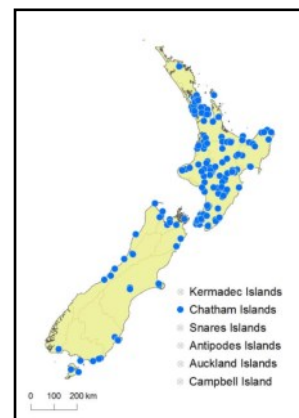 Kermadec Islands
Chatham Islands
Snares Islands
Antipodes Islands
Auckland Islands
Campbell Island
0 100 200 km